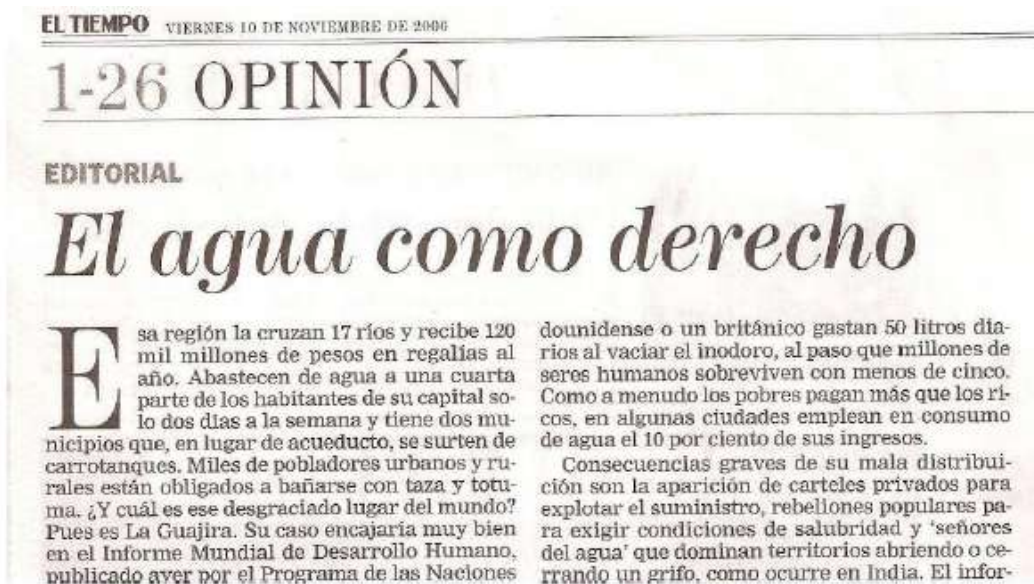 EL TIEMPO VIERNES 10 DE NOVIEMBRE DE 2006
1-26 OPINIÓN
EDITORIAL
El agua como derecho
Esa región la cruzan 17 ríos y recibe 120
mil millones de pesos en regalías al
año. Abastecen de agua a una cuarta
parte de los habitantes de su capital so-
lo dos días a la semana y tiene dos mu-
nicipios que, en lugar de acueducto, se surten de
carrotanques. Miles de pobladores urbanos y ru-
rales están obligados a bañarse con taza y totu-
ma. ¿Y cuál es ese desgraciado lugar del mundo?
Pues es La Guajira. Su caso encajaría muy bien
en el Informe Mundial de Desarrollo Humano,
publicado ayer por el Programa de las Naciones
dounidense o un británico gastan 50 litros dia-
rios al vaciar el inodoro, al paso que millones de
seres humanos sobreviven con menos de cinco.
Como a menudo los pobres pagan más que los ri-
cos, en algunas ciudades emplean en consumo
de agua el 10 por ciento de sus ingresos.
Consecuencias graves de su mala distribui-
ción son la aparición de carteles privados para
explotar el suministro, rebeliones populares pa-
ra exigir condiciones de salubridad y 'señores
del agua' que dominan territorios abriendo o ce-
rrando un grifo, como ocurre en India. El infor-